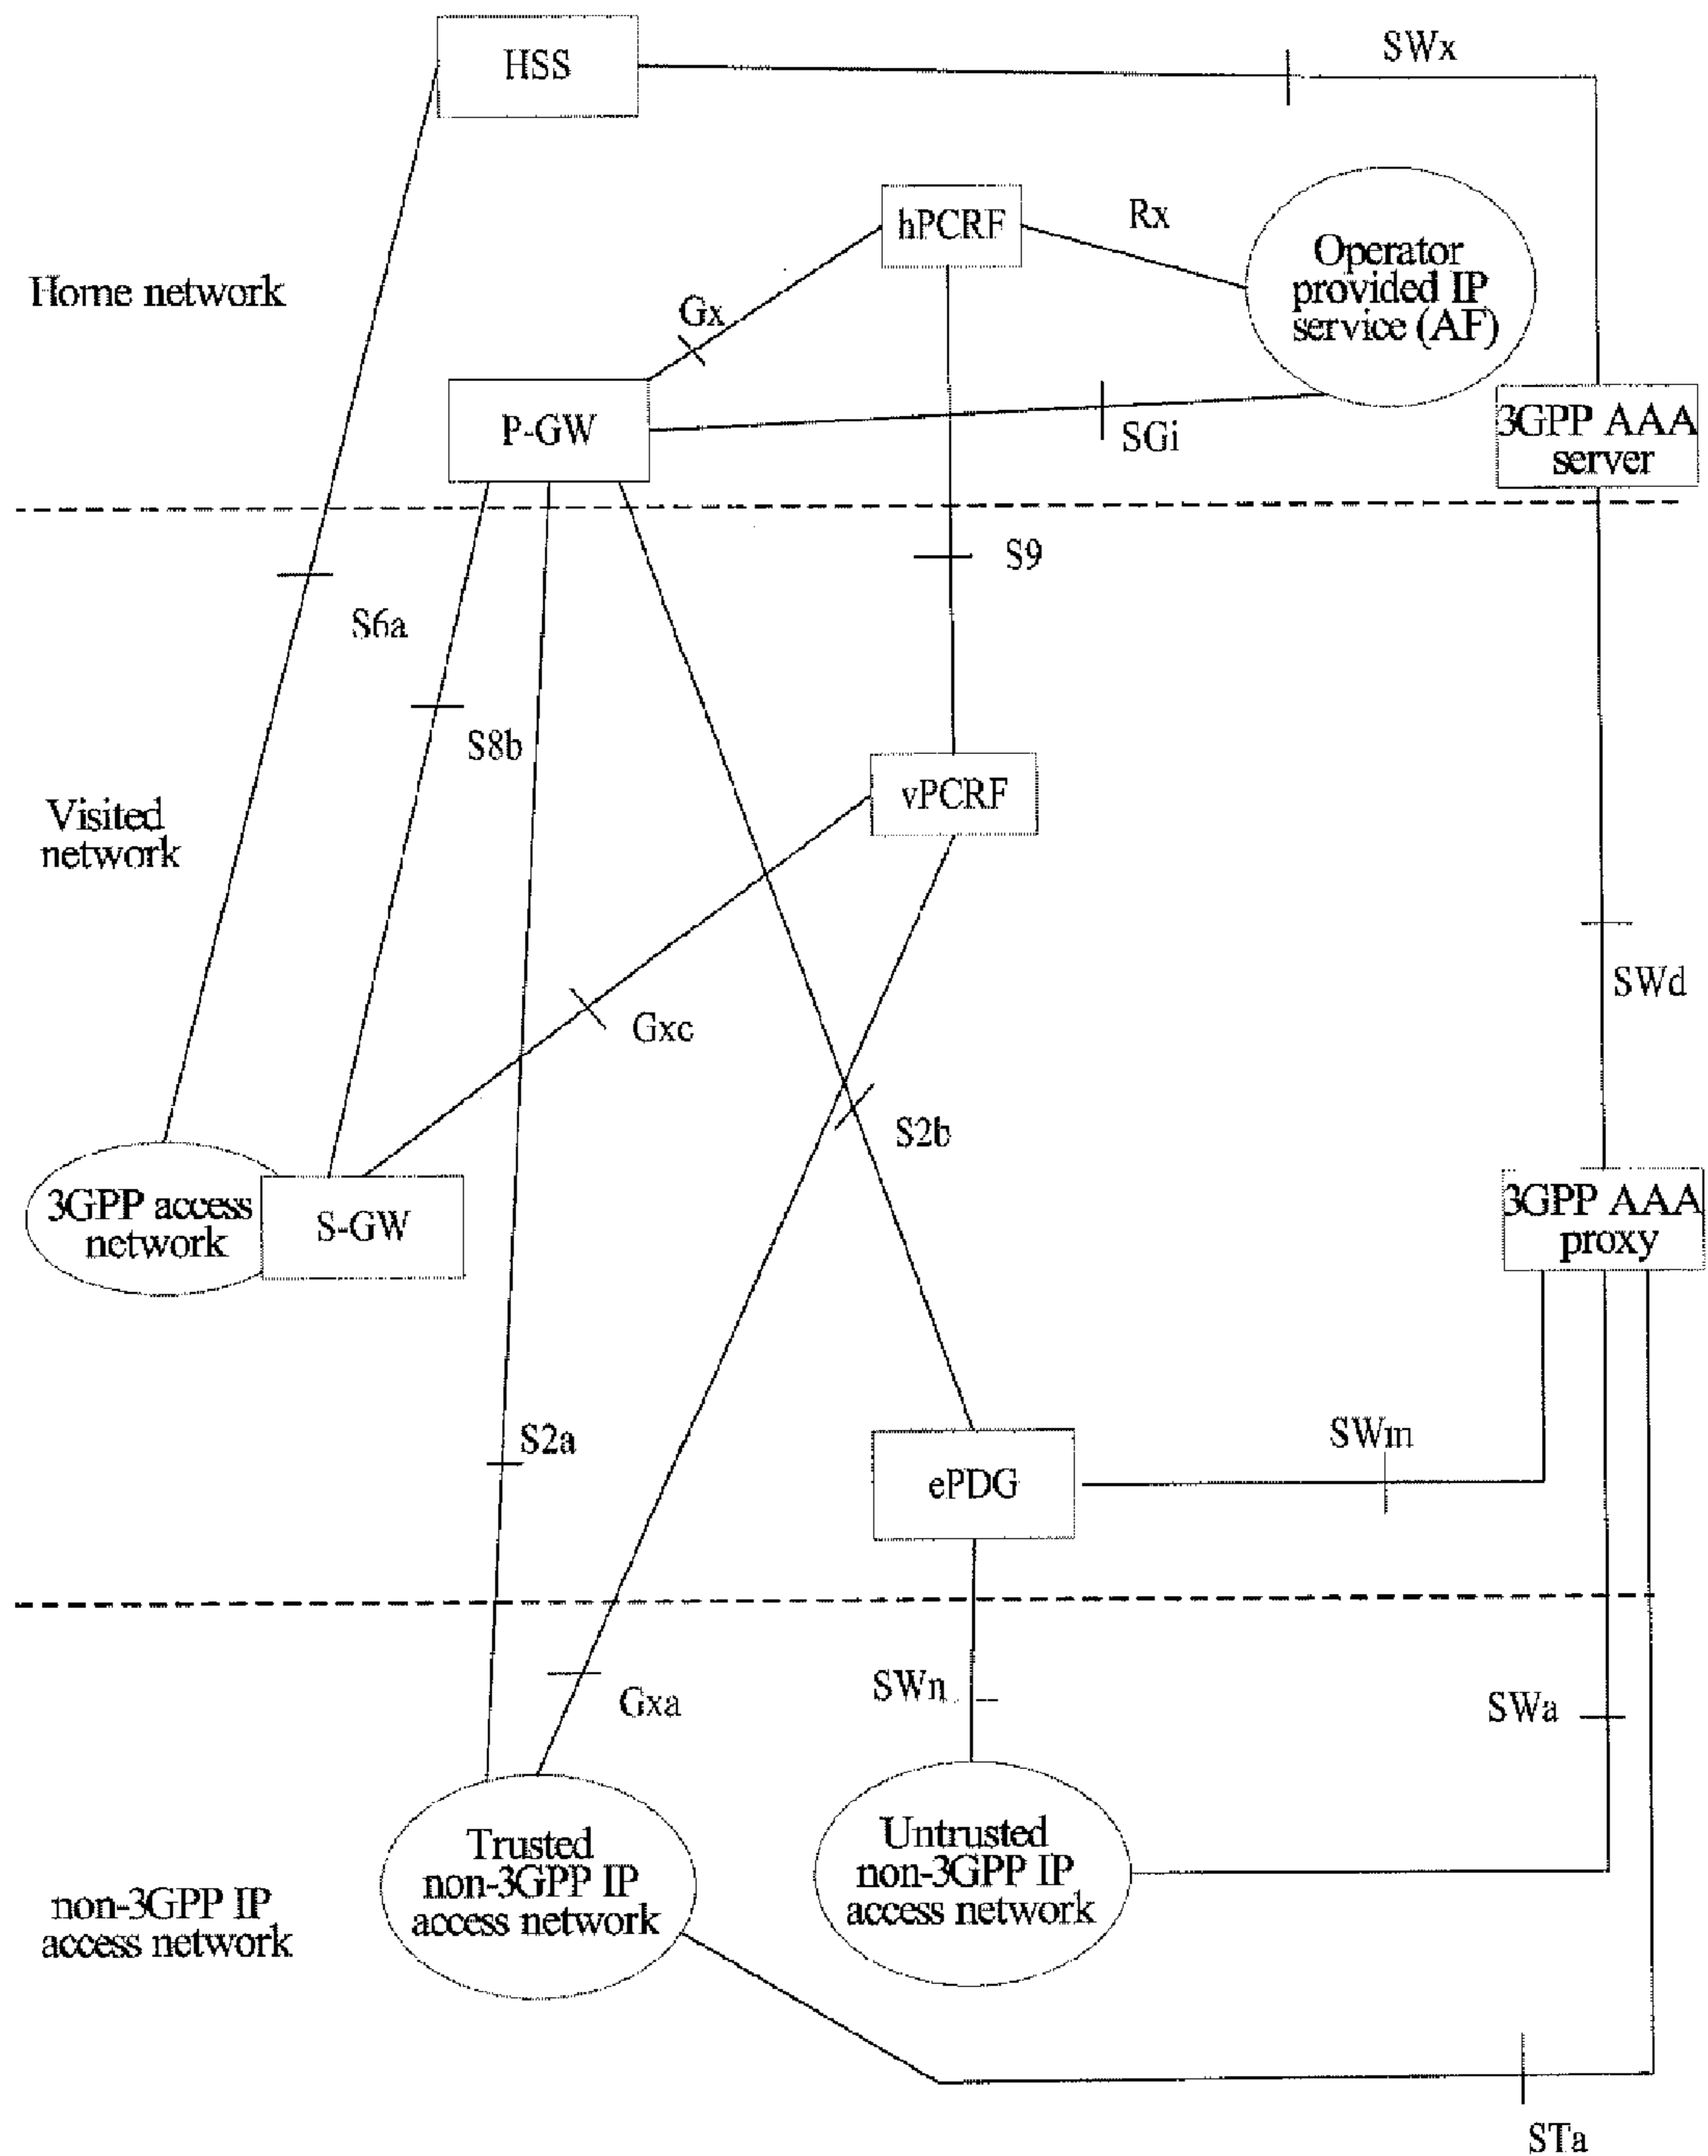 HSS
SWx
hPCRF
Rx
Operator
provided IP
service (AF)
Home network
Gx
P-GW
SGi
3GPP AAA
server
S9
S6a
S8b
vPCRF
Visited
network
SWd
Gxc
S2b
3GPP access
network
S-GW
3GPP AAA
proxy
S2a
SWm
ePDG
SWn
Gxa
SWa
Trusted
non-3GPP IP
access network
Untrusted
non-3GPP IP
access network
non-3GPP IP
access network
STa